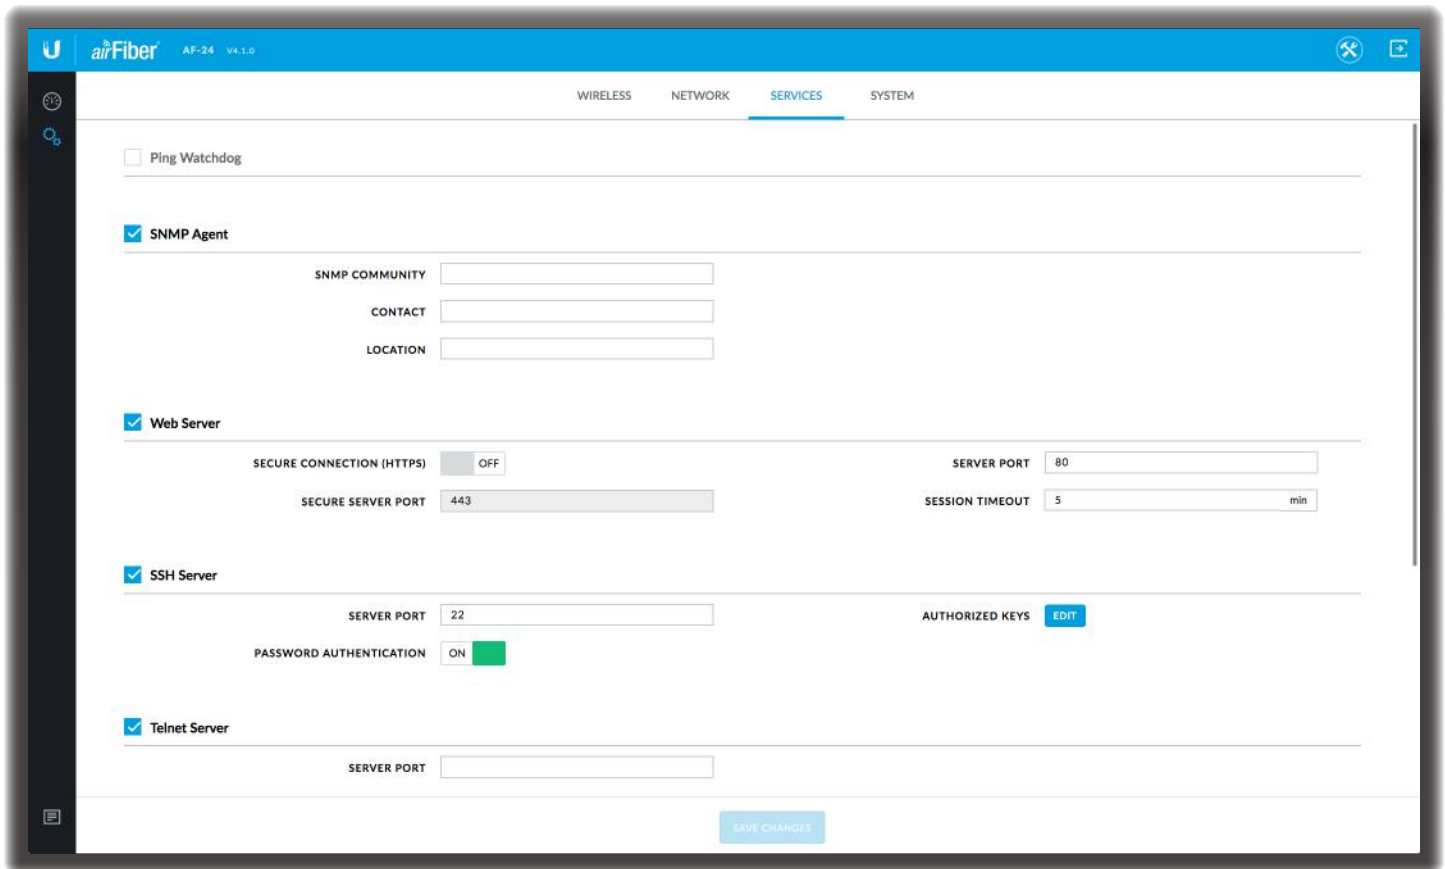 U airFiber AF-24 V4.1.0
WIRELESS NETWORK SERVICES SYSTEM
Ping Watchdog
SNMP Agent
SNMP COMMUNITY
CONTACT
LOCATION
Web Server
SECURE CONNECTION (HTTPS) OFF SERVER PORT 80
SECURE SERVER PORT 443 SESSION TIMEOUT 5 min
SSH Server
SERVER PORT 22 AUTHORIZED KEYS EDIT
PASSWORD AUTHENTICATION ON
Telnet Server
SERVER PORT
SAVE CHANGES